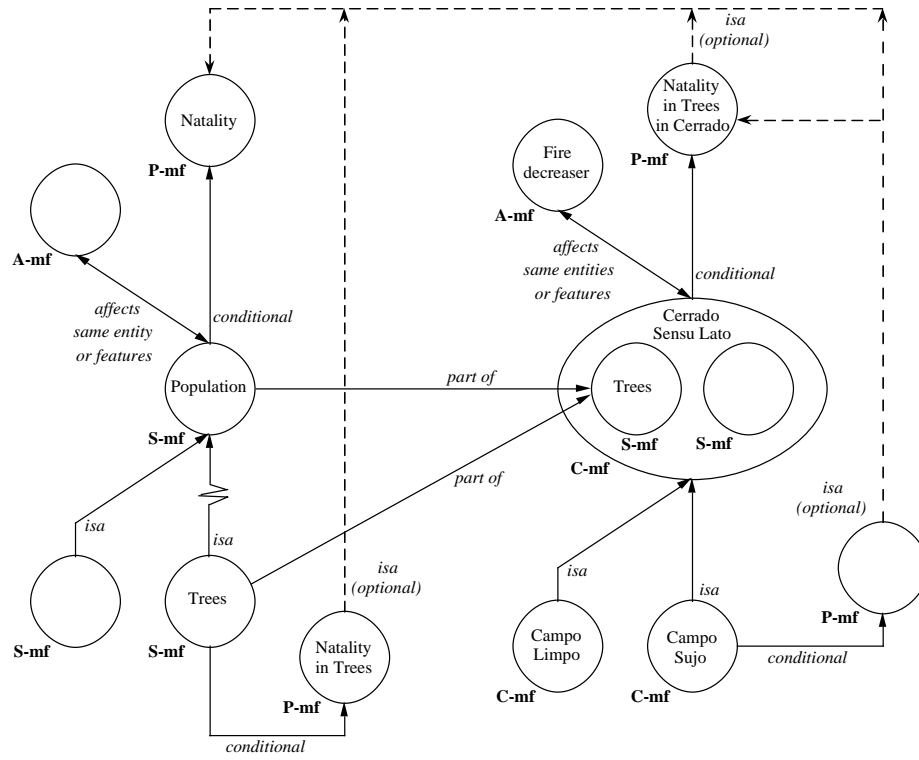 isa
(optional)
Natality
P-mf
Natality
in Trees
in Cerrado
P-mf
Fire
decreaser
A-mf
A-mf
affects
same entity
or features
conditional
affects
same entities
or features
conditional
Cerrado
Sensu Lato
Population
S-mf
part of
Trees
S-mf
S-mf
C-mf
part of
isa
isa
isa
(optional)
isa
isa
isa
(optional)
S-mf
Trees
S-mf
Natality
in Trees
P-mf
conditional
Campo
Limpo
C-mf
Campo
Sujo
C-mf
conditional
P-mf